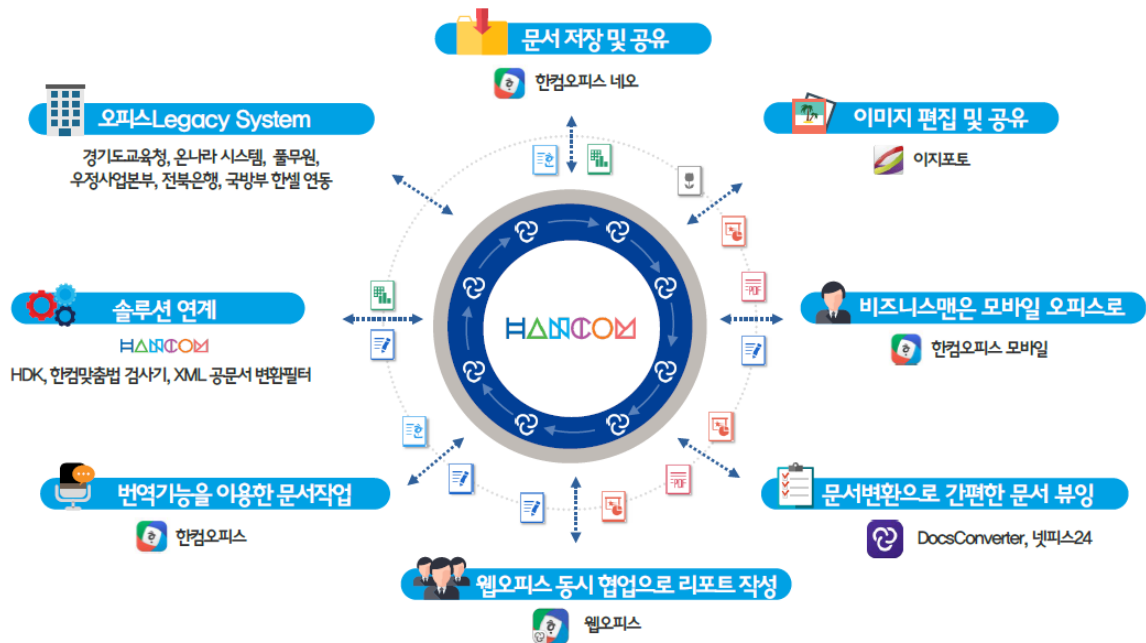 문서 저장 및 공유
한컴오피스 네오
오피스Legacy System
경기도교육청, 온나라 시스템, 풀무원,
우정사업본부, 전북은행, 국방부 한셀 연동
이미지 편집 및 공유
이지포토
솔루션 연계
HANCOM
HDK, 한컴맞춤법 검사기, XML 공문서 변환필터
HANCOM
비즈니스맨은 모바일 오피스로
한컴오피스 모바일
번역기능을 이용한 문서작업
한컴오피스
문서변환으로 간편한 문서 뷰잉
DocsConverter, 넷피스24
웹오피스 동시 협업으로 리포트 작성
웹오피스
PDF
PDF